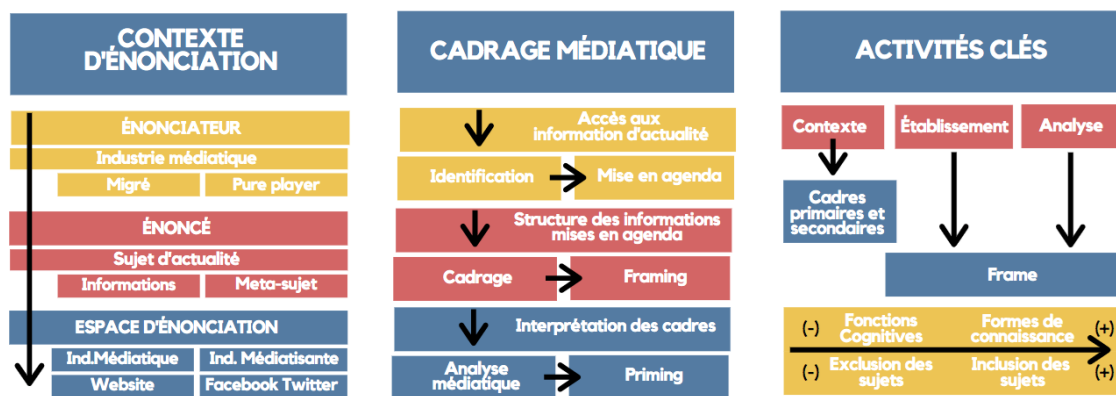 CONTEXTE
D'ÉNONCIATION
ÉNONCIATEUR
Industrie médiatique
Migré
Pure player
ÉNONCÉ
Sujet d'actualité
Informations
Meta-sujet
ESPACE D'ÉNONCIATION
Ind.Médiatique
Ind. Médiatisante
Website
Facebook Twitter
CADRAGE MÉDIATIQUE
Accès aux
information d'actualité
Identification
Mise en agenda
Structure des informations
mises en agenda
Cadrage
Framing
Interprétation des cadres
Analyse
médiatique
Priming
ACTIVITÉS CLÉS
Contexte
Établissement
Analyse
Cadres
primaires et
secondaires
Frame
(-)
Fonctions
Cognitives
Formes de
connaissance
(+)
(-)
Exclusion des
sujets
Inclusion des
sujets
(+)